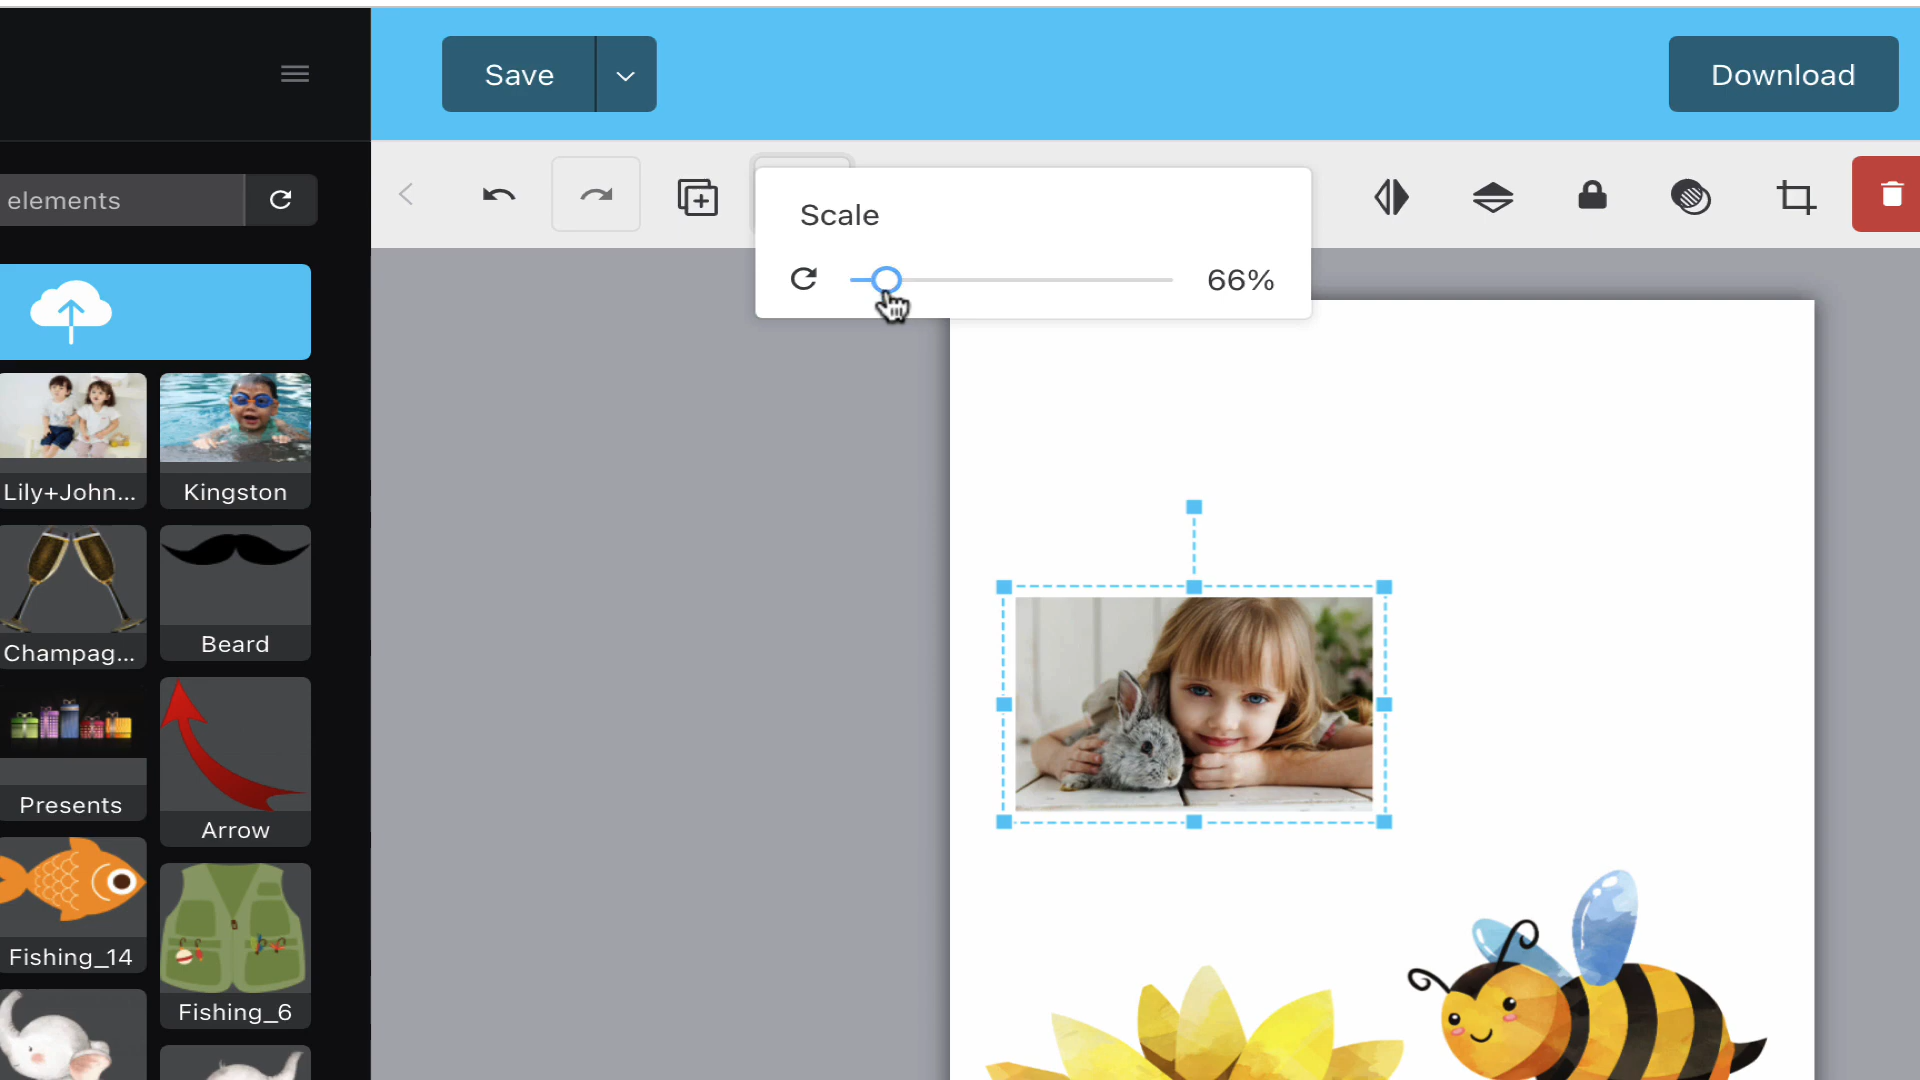 Save
Download
elements
Scale
66%
Lily+John...
Kingston
Champag...
Beard
Presents
Arrow
Fishing_14
Fishing_6